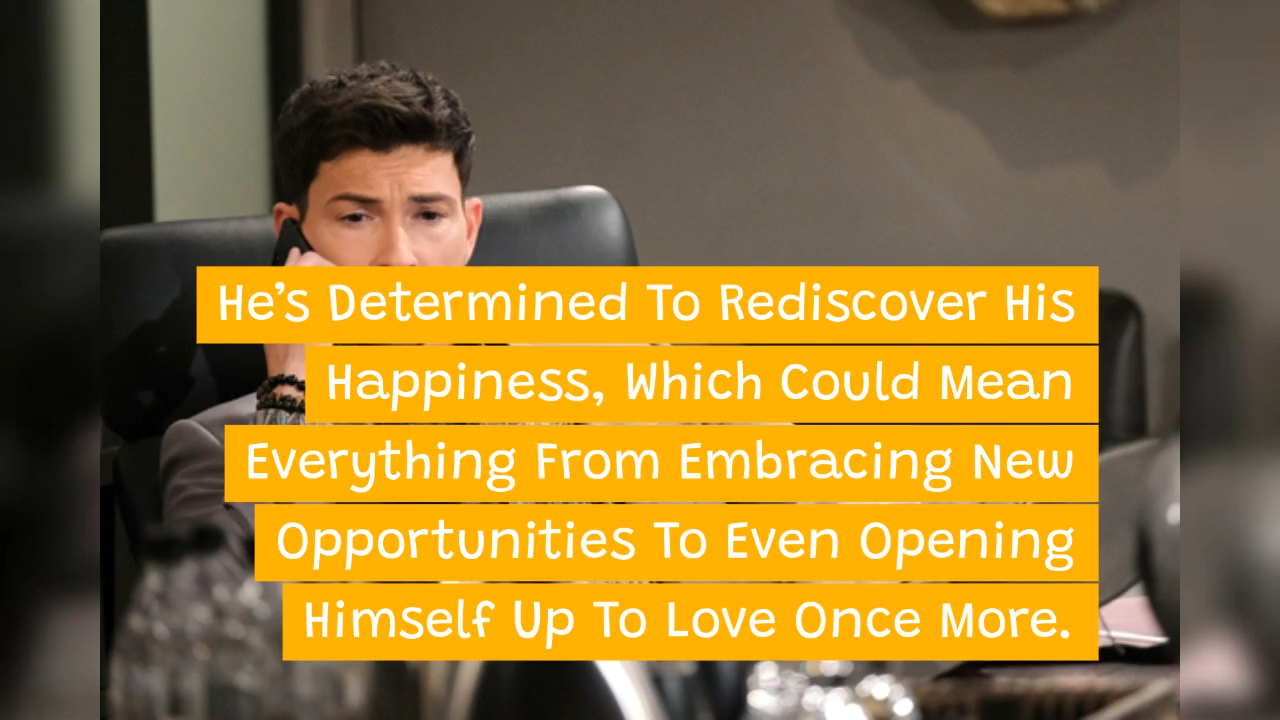 He’s Determined To Rediscover His
Happiness, Which Could Mean
Everything From Embracing New
Opportunities To Even Opening
Himself Up To Love Once More.